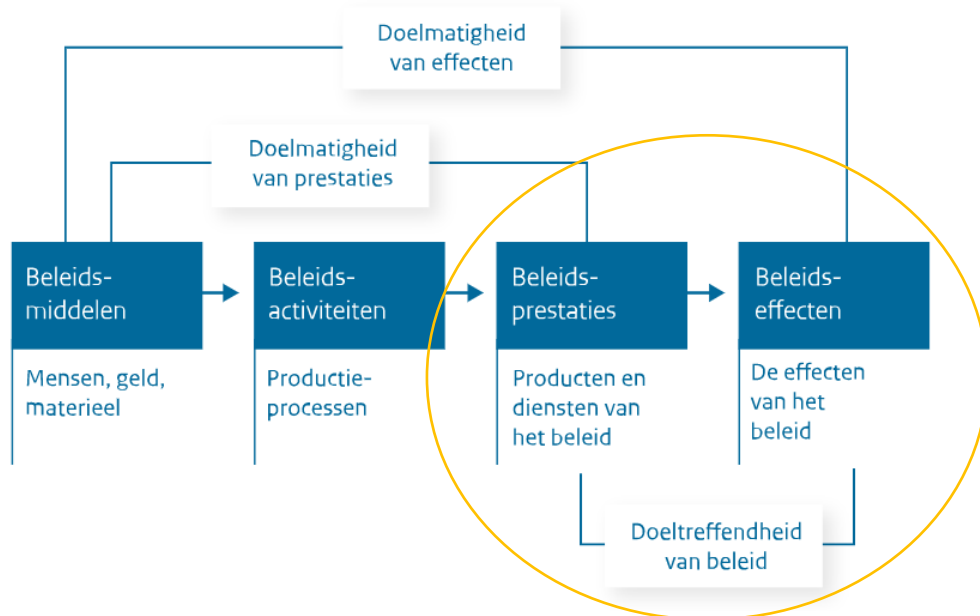 Doelmatigheid
van effecten
Doelmatigheid
van prestaties
Beleids-
middelen
Beleids-
activiteiten
Beleids-
prestaties
Beleids-
effecten
Mensen, geld,
materieel
Productie-
processen
Producten en
diensten van
het beleid
De effecten
van het
beleid
Doeltreffendheid
van beleid